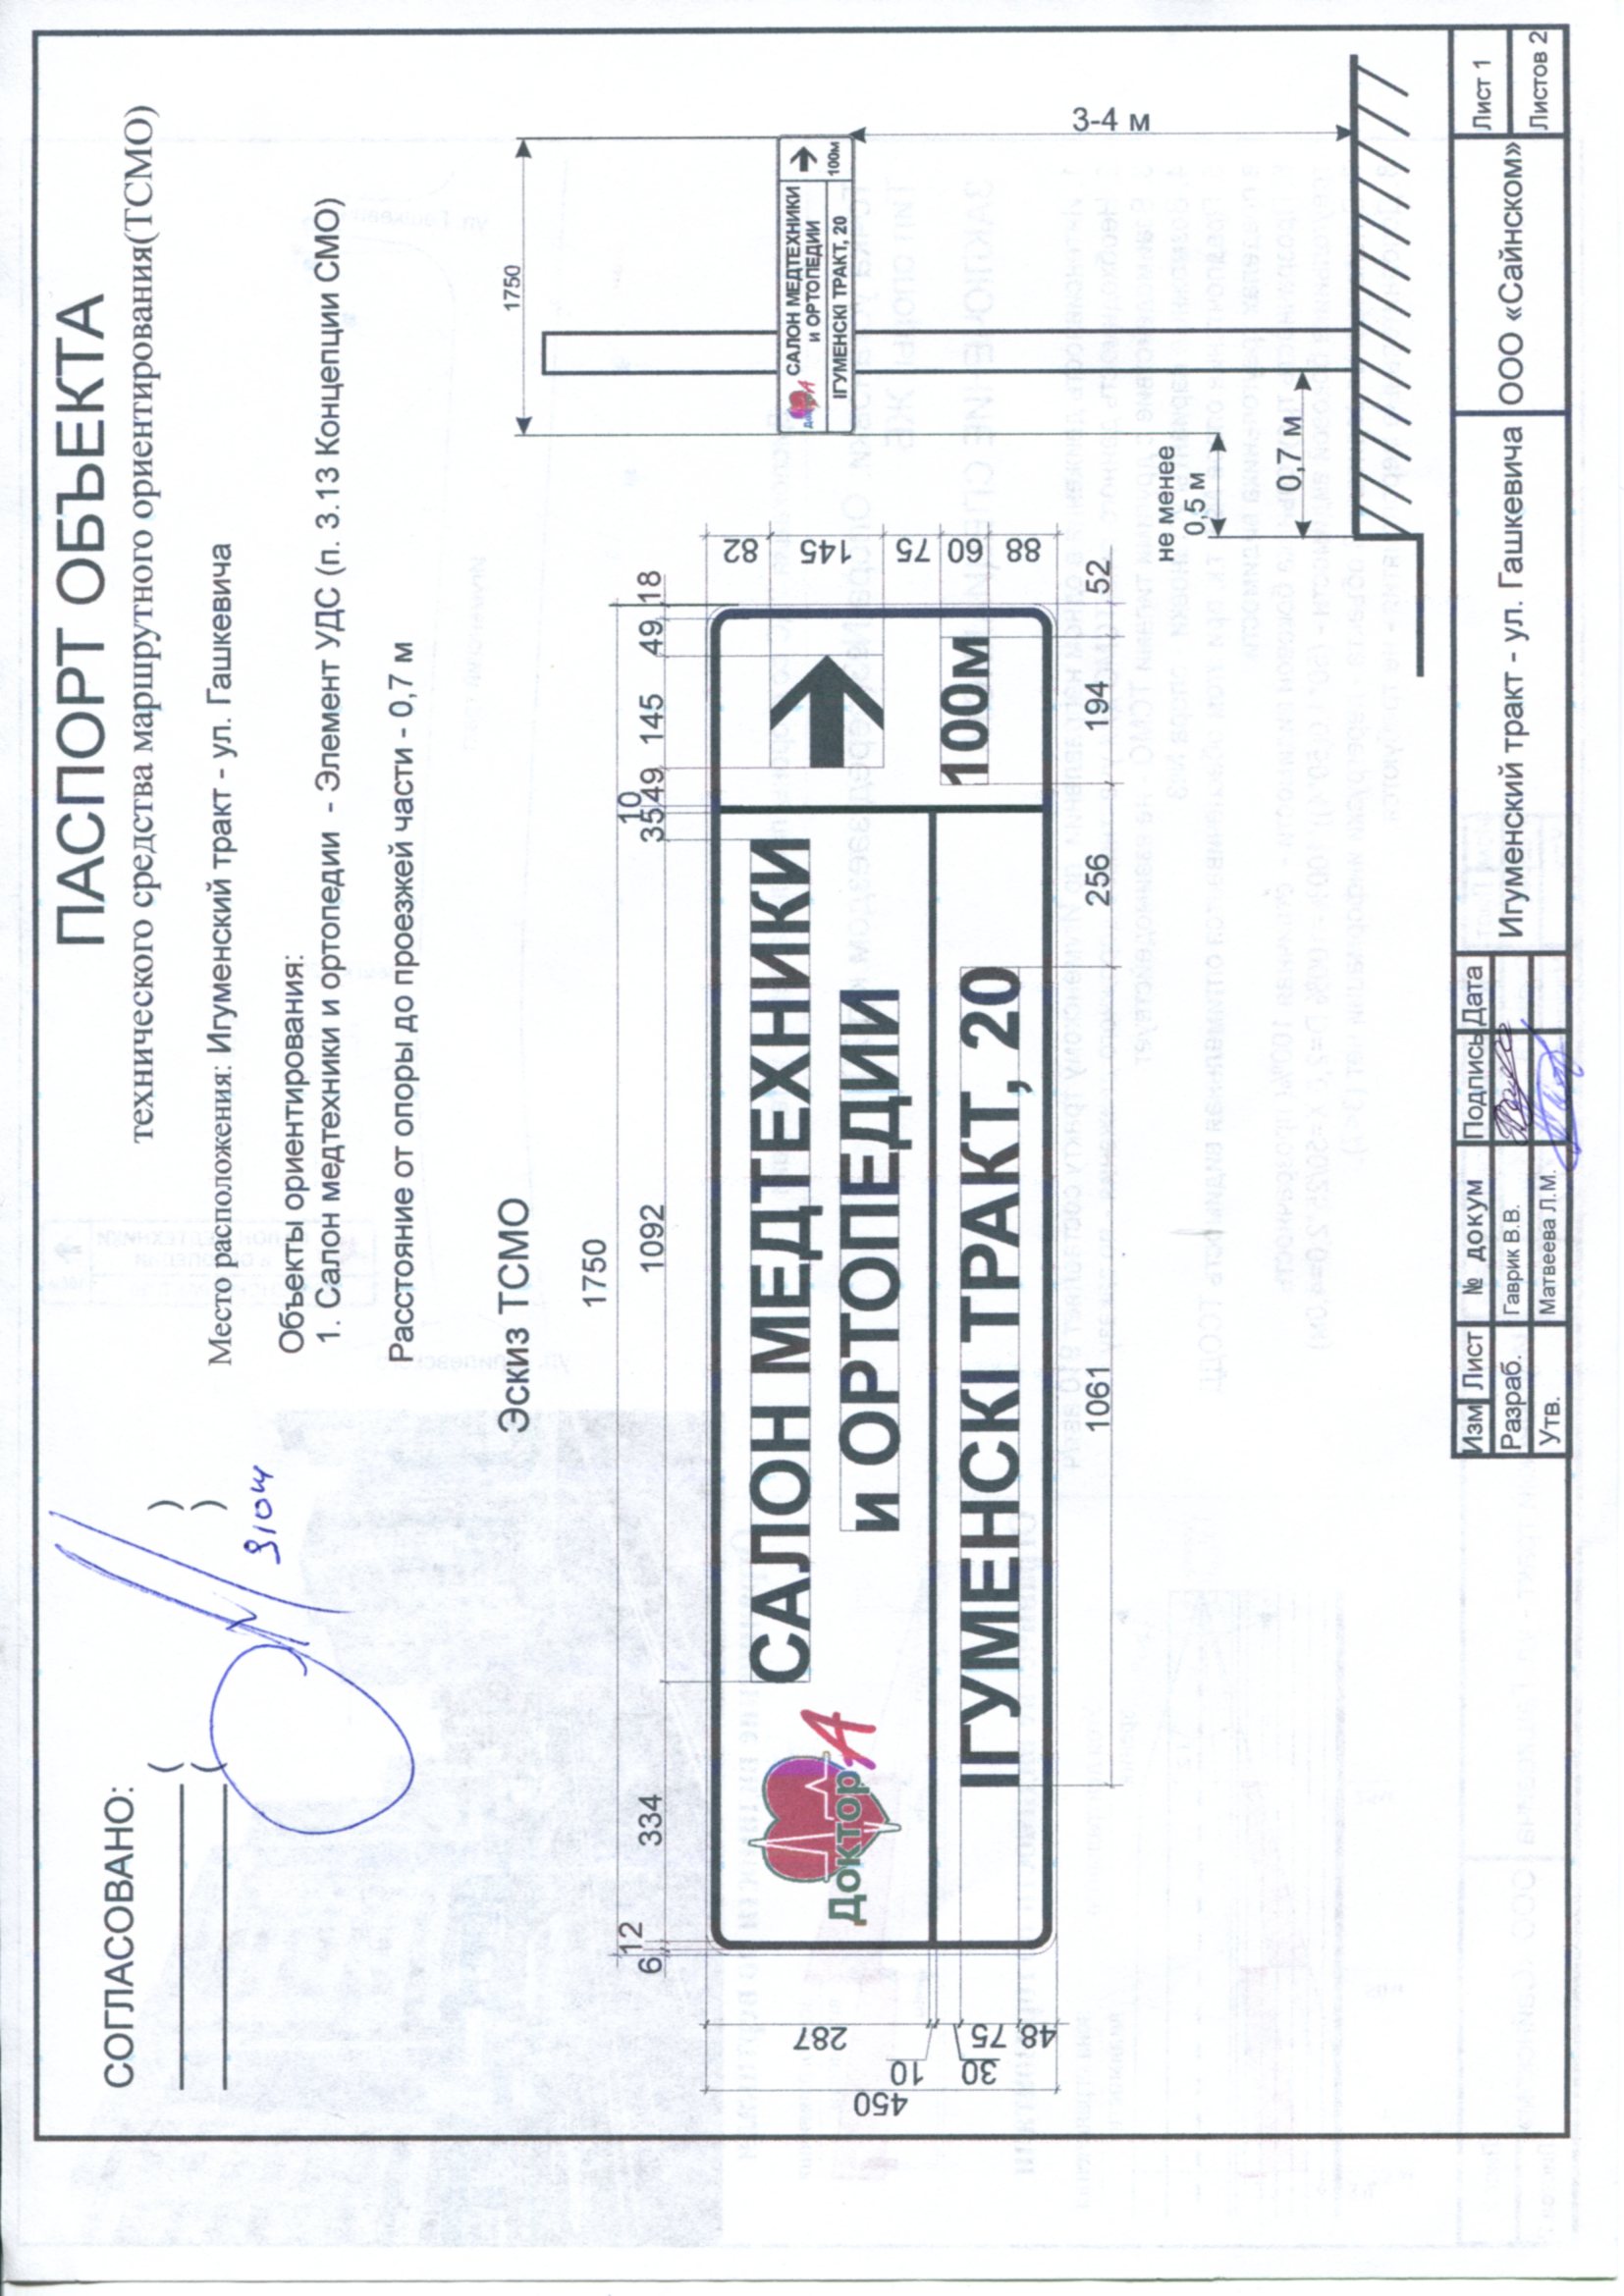 СОГЛАСОВАНО:
( )
( )
ПАСПОРТ ОБЪЕКТА
технического средства маршрутного ориентирования(ТСМО)
Место расположения: Игуменский тракт - ул. Гашкевича
Объекты ориентирования:
1. Салон медтехники и ортопедии - Элемент УДС (п. 3.13 Концепции СМО)
Расстояние от опоры до проезжей части - 0,7 м
Эскиз ТСМО
1750
6 12 334 1092 35 10 49 145 49 18
450
287
10
30
75
48
Доктор А
САЛОН МЕДТЕХНИКИ
и ОРТОПЕДИИ
ІГУМЕНСКІ ТРАКТ, 20
100м
82
145
75
60
88
1061 256 194 52
1750
Доктор А
САЛОН МЕДТЕХНИКИ
и ОРТОПЕДИИ
ІГУМЕНСКІ ТРАКТ, 20
100м
3-4 м
не менее
0,5 м
0,7 м
Изм Лист № докум Подпись Дата
Разраб. Гаврик В.В.
Утв. Матвеева Л.М.
Игуменский тракт - ул. Гашкевича
ООО «Сайнском»
Лист 1
Листов 2